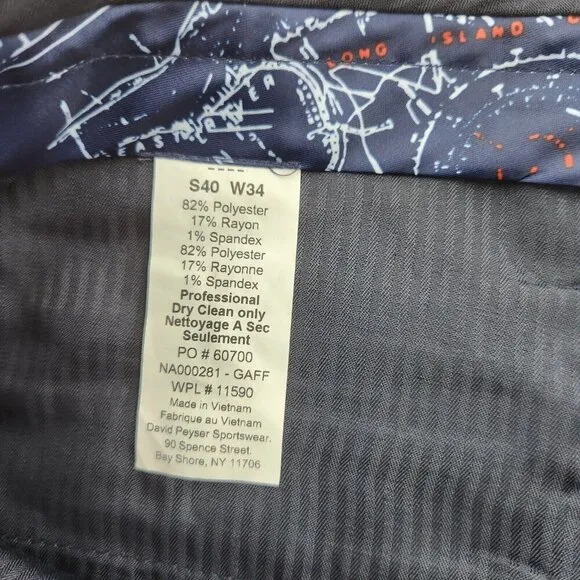 LONG ISLAND
S40 W34
82% Polyester
17% Rayon
1% Spandex
82% Polyester
17% Rayonne
1% Spandex
Professional
Dry Clean only
Nettoyage A Sec
Seulement
PO # 60700
NA000281 - GAFF
WPL # 11590
Made in Vietnam
Fabrique au Vietnam
David Peyser Sportswear.
90 Spence Street.
Bay Shore, NY 11706